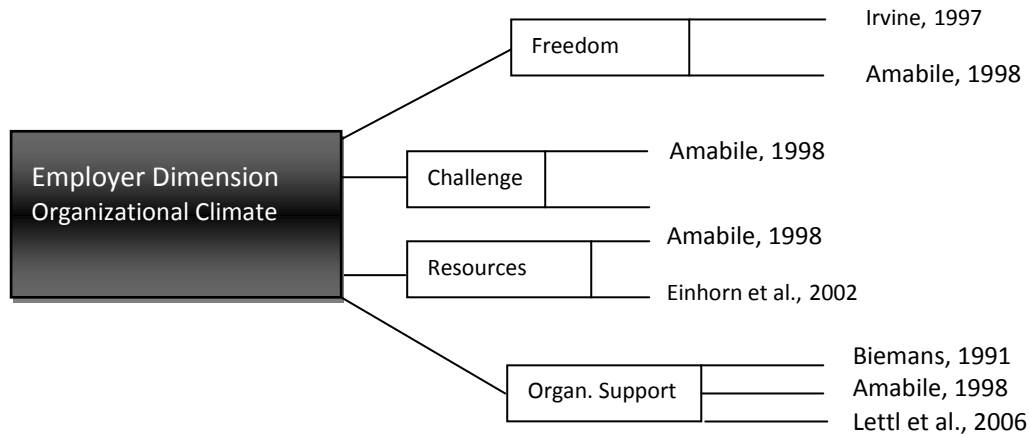 Employer Dimension
Organizational Climate
Freedom
Irvine, 1997
Amabile, 1998
Challenge
Amabile, 1998
Resources
Amabile, 1998
Einhorn et al., 2002
Organ. Support
Biemans, 1991
Amabile, 1998
Lettl et al., 2006